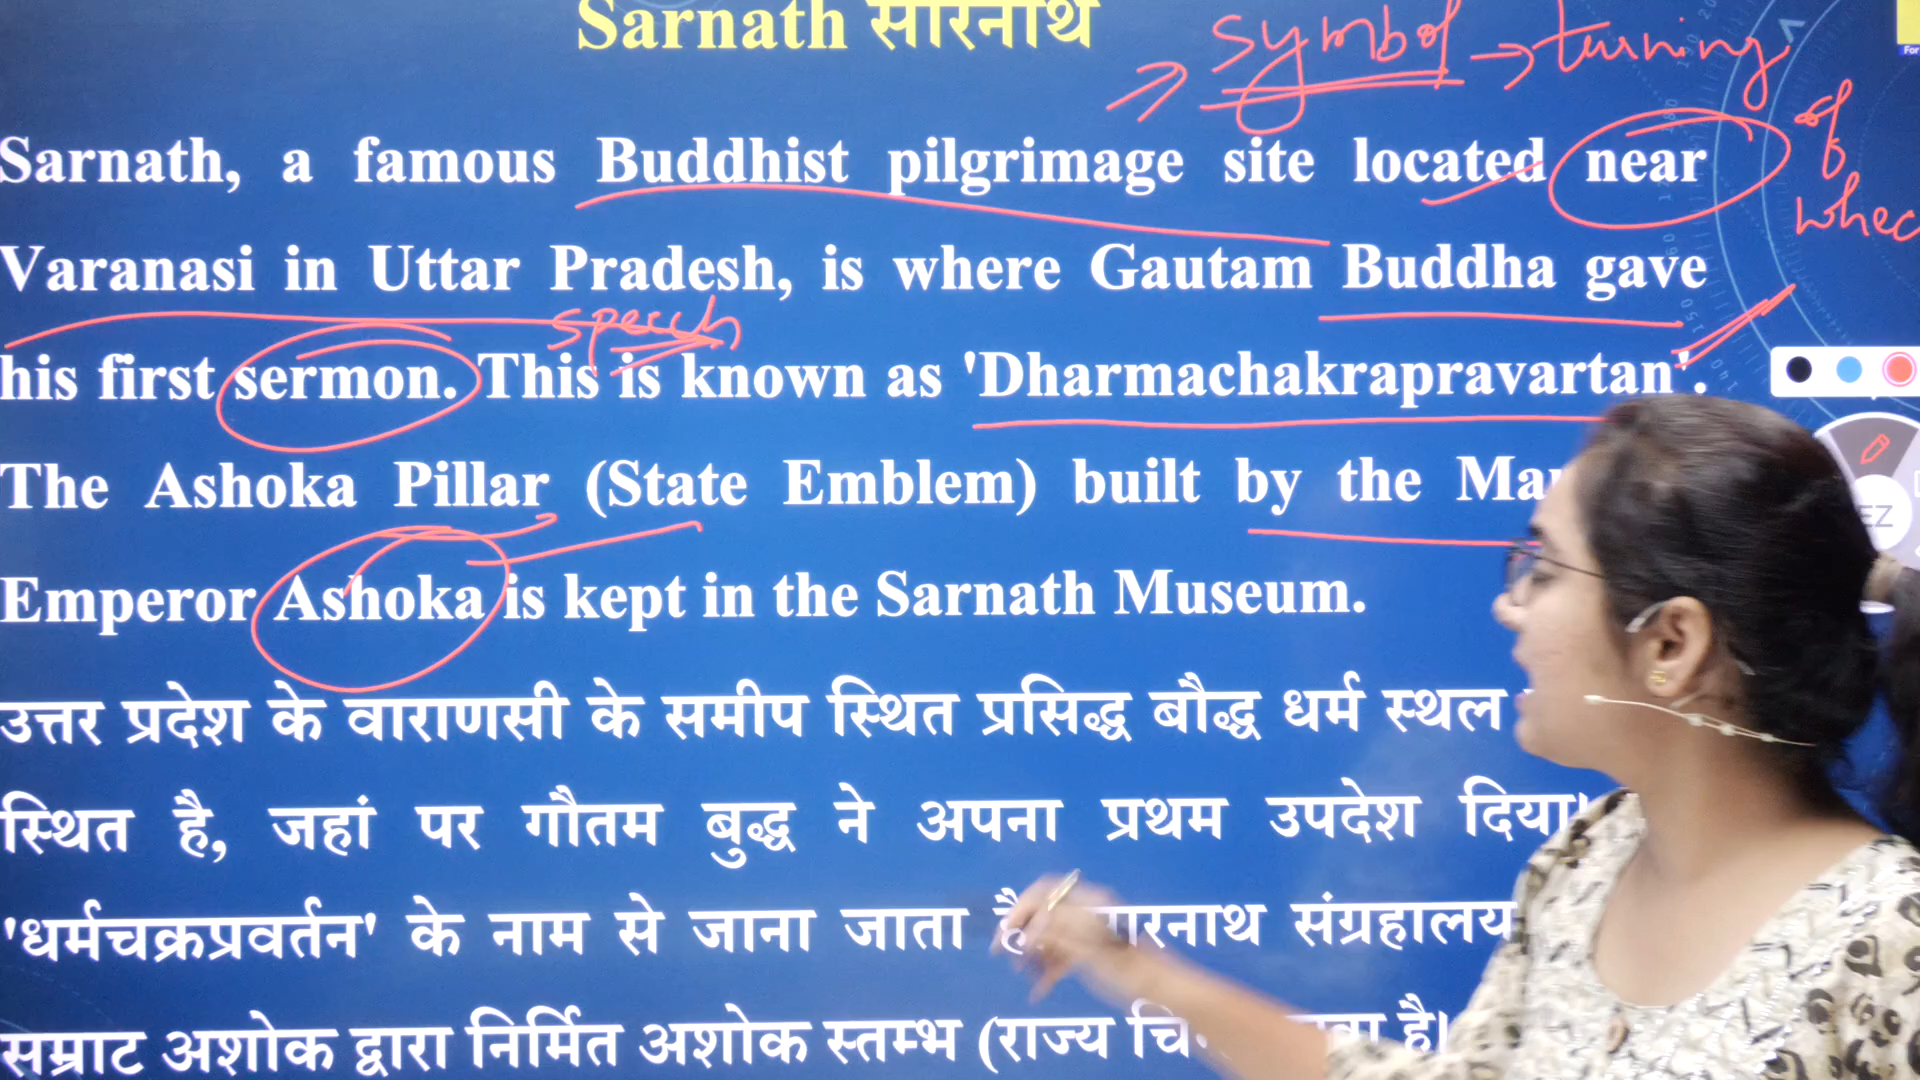 Sarnath सारनाथ
symbol → turning
of
Sarnath, a famous Buddhist pilgrimage site located near
Varanasi in Uttar Pradesh, is where Gautam Buddha gave
speech
his first sermon. This is known as 'Dharmachakrapravartan'.
The Ashoka Pillar (State Emblem) built by the
Emperor Ashoka is kept in the Sarnath Museum.
उत्तर प्रदेश के वाराणसी के समीप स्थित प्रसिद्ध बौद्ध धर्म स्थल
स्थित है, जहां पर गौतम बुद्ध ने अपना प्रथम उपदेश दिया।
'धर्मचक्रप्रवर्तन' के नाम से जाना जाता संग्रहालय
सम्राट अशोक द्वारा निर्मित अशोक स्तम्भ (राज्य है।
For
EZ